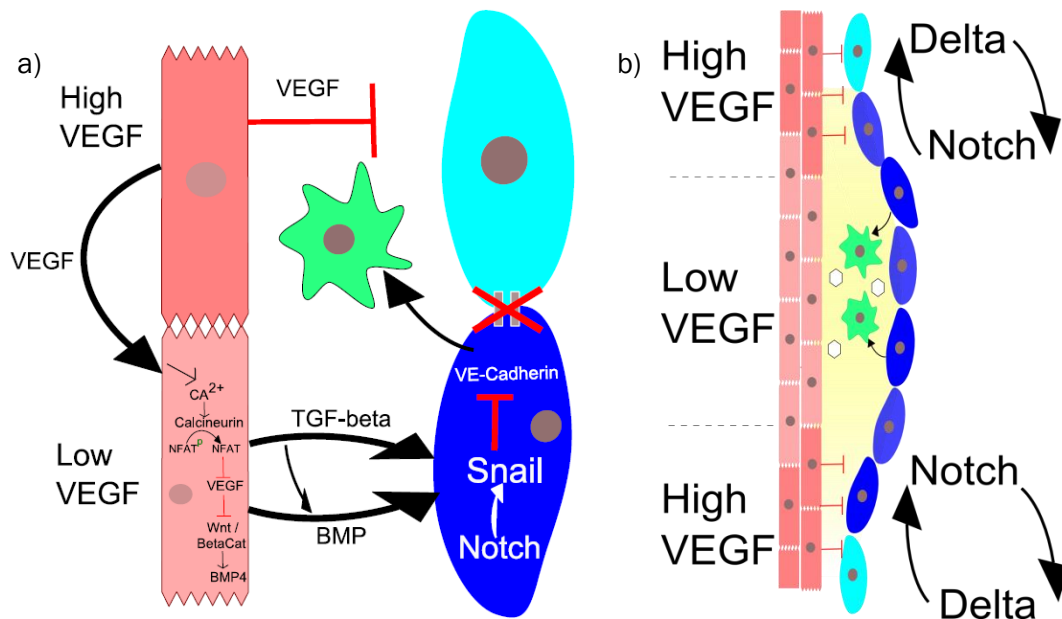 a)
High
VEGF
VEGF
VEGF
CA2+
Calcineurin
NFATp NFAT
VEGF
Wnt /
BetaCat
BMP4
Low
VEGF
TGF-beta
BMP
VE-Cadherin
Snail
Notch
b)
High
VEGF
Delta
Notch
Low
VEGF
High
VEGF
Notch
Delta